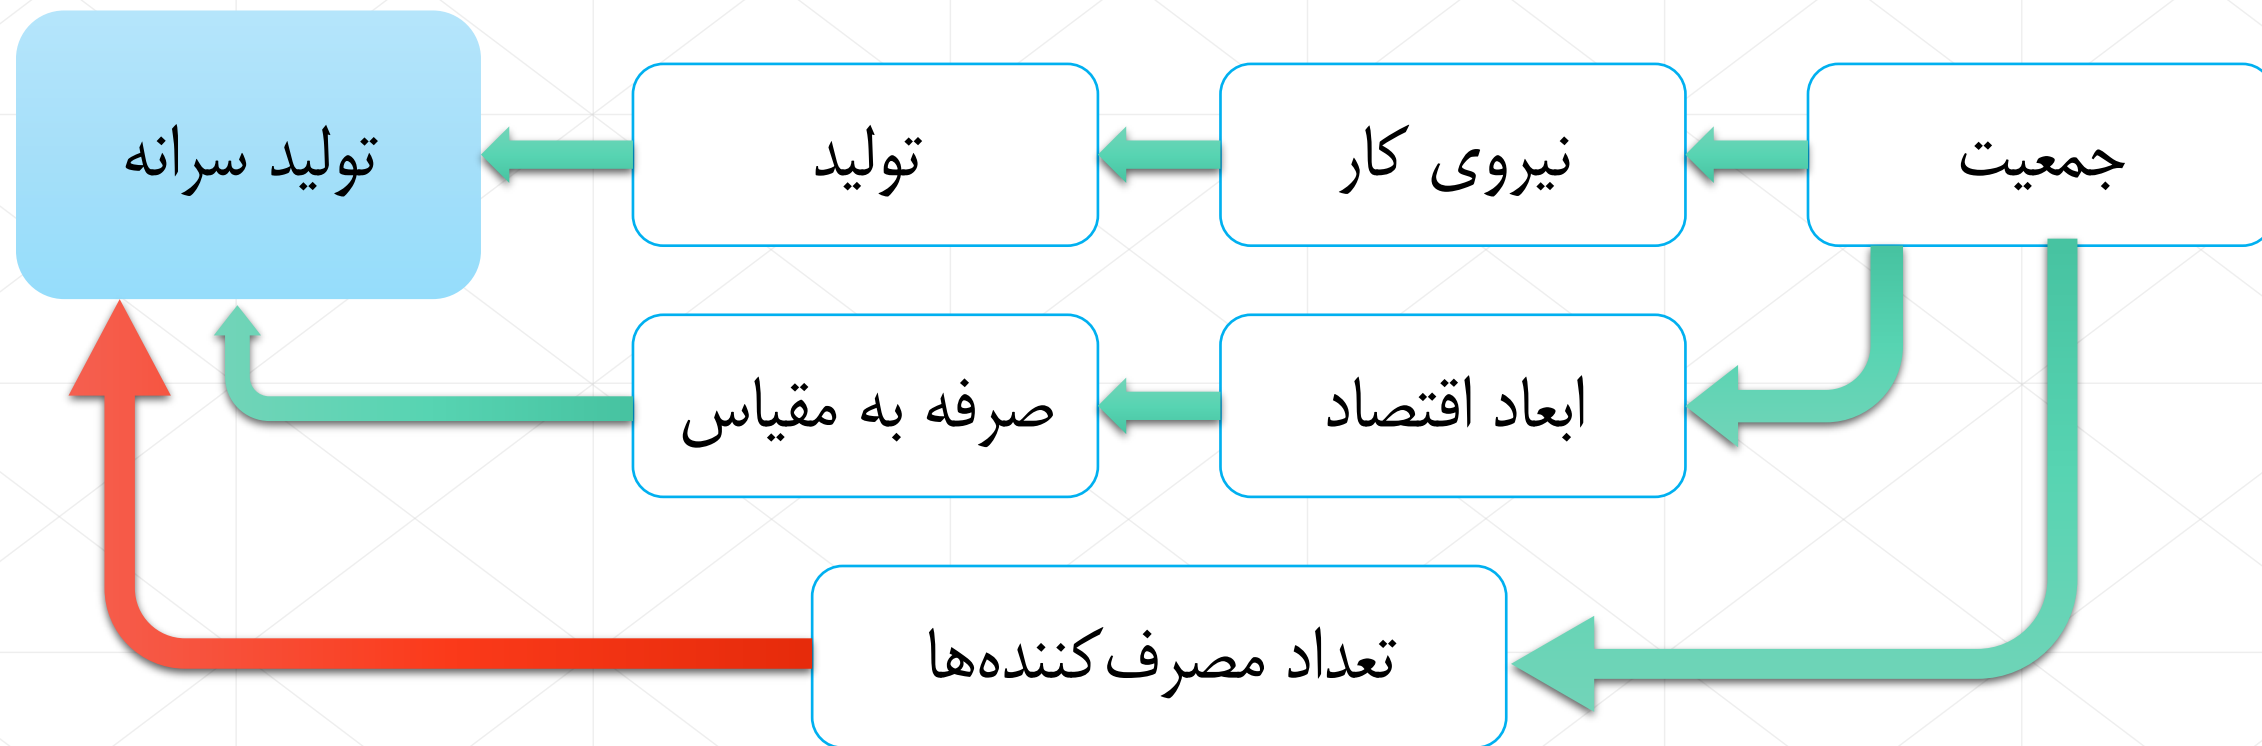 جمعیت
نیروی کار
تولید
تولید سرانه
ابعاد اقتصاد
صرفه به مقیاس
تعداد مصرف‌کننده‌ها